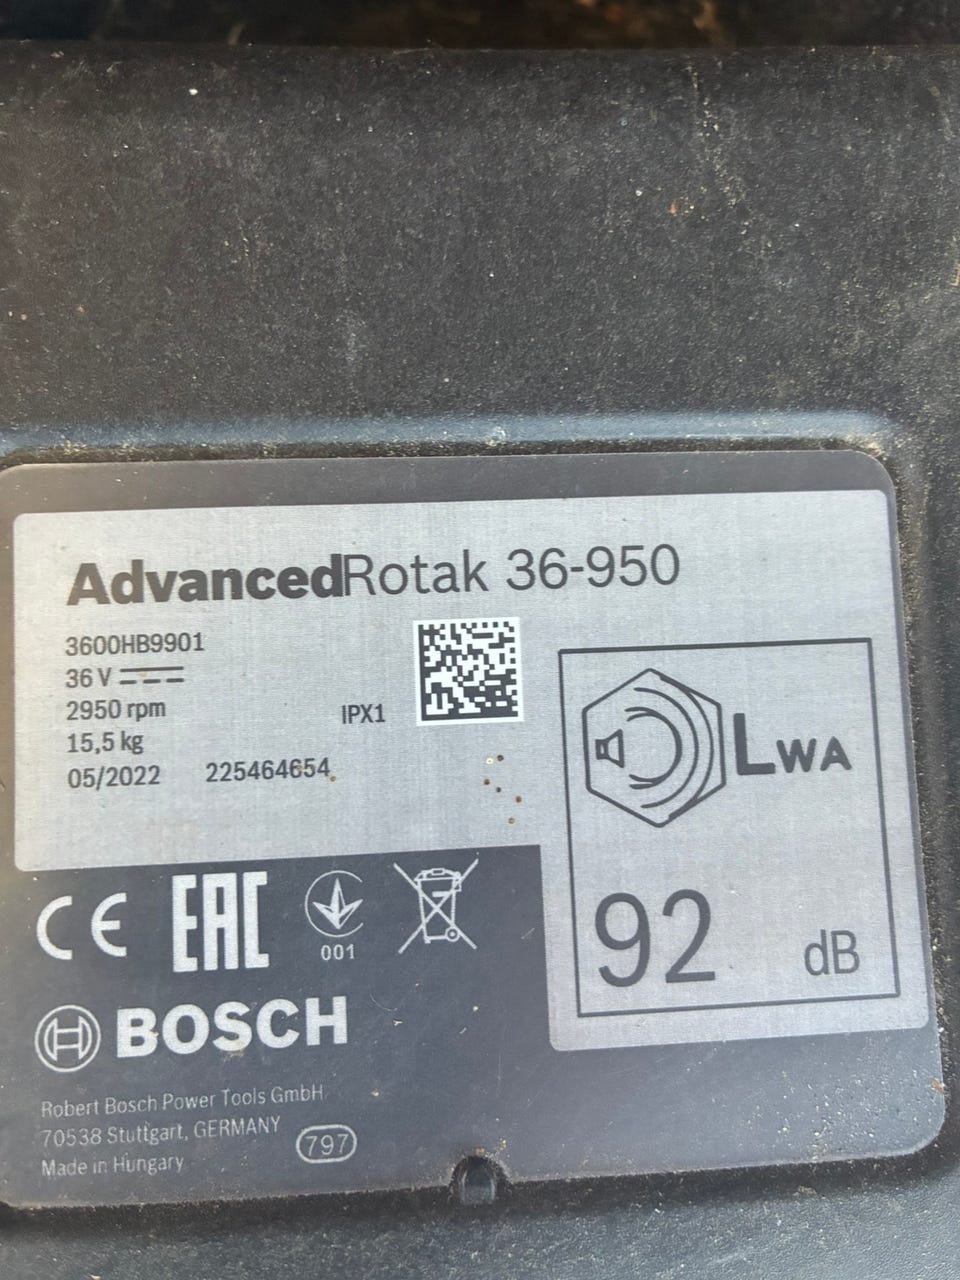 AdvancedRotak 36-950
3600HB9901
36 V
2950 rpm
IPX1
15,5 kg
05/2022 225464654
LWA
92 dB
CE EAC
001
BOSCH
Robert Bosch Power Tools GmbH
70538 Stuttgart, GERMANY
797
Made in Hungary